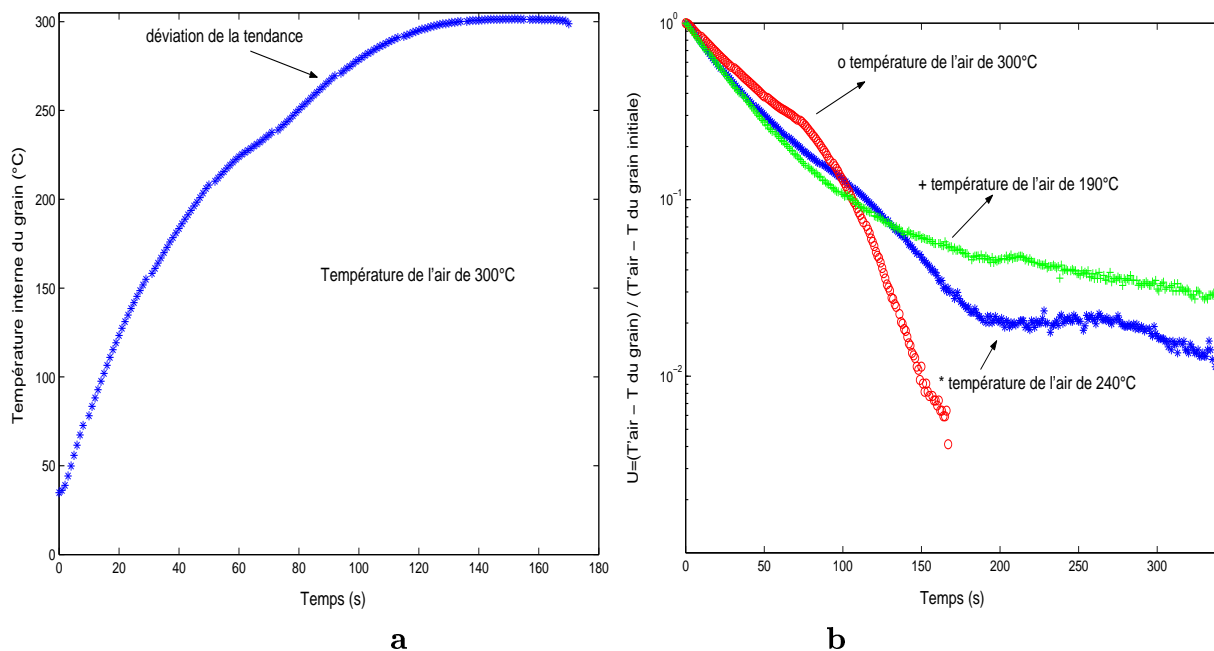 déviation de la tendance
Température de l'air de 300°C
Température interne du grain (°C)
300
250
200
150
100
50
0
0 20 40 60 80 100 120 140 160 180
Temps (s)
a
o température de l'air de 300°C
+ température de l'air de 190°C
* température de l'air de 240°C
U=(T'air − T du grain) / (T'air − T du grain initiale)
10^0
10^−1
10^−2
0 50 100 150 200 250 300
Temps (s)
b